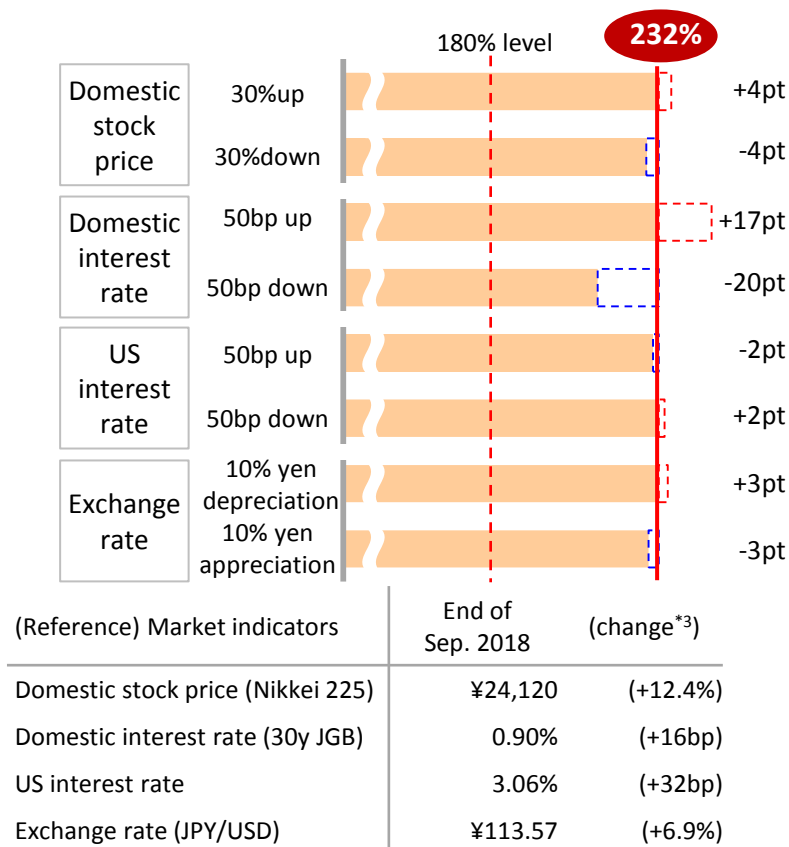 180% level
232%
Domestic
stock
price
30%up
+4pt
30%down
-4pt
Domestic
interest
rate
50bp up
+17pt
50bp down
-20pt
US
interest
rate
50bp up
-2pt
50bp down
+2pt
Exchange
rate
10% yen
depreciation
+3pt
10% yen
appreciation
-3pt
(Reference) Market indicators
End of
Sep. 2018
(change*3)
Domestic stock price (Nikkei 225) ¥24,120 (+12.4%)
Domestic interest rate (30y JGB) 0.90% (+16bp)
US interest rate 3.06% (+32bp)
Exchange rate (JPY/USD) ¥113.57 (+6.9%)